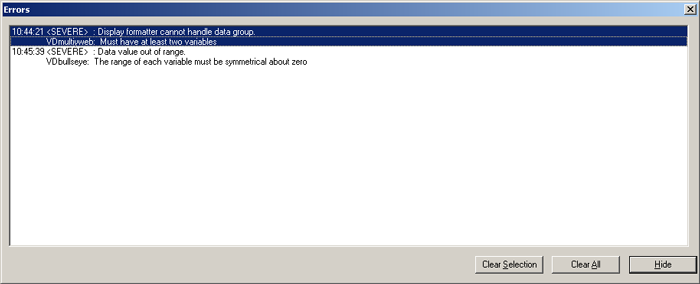 Errors
10:44:21 <SEVERE> : Display formatter cannot handle data group.
VDmultivweb: Must have at least two variables
10:45:39 <SEVERE> : Data value out of range.
VDbullseye: The range of each variable must be symmetrical about zero
Clear Selection Clear All Hide